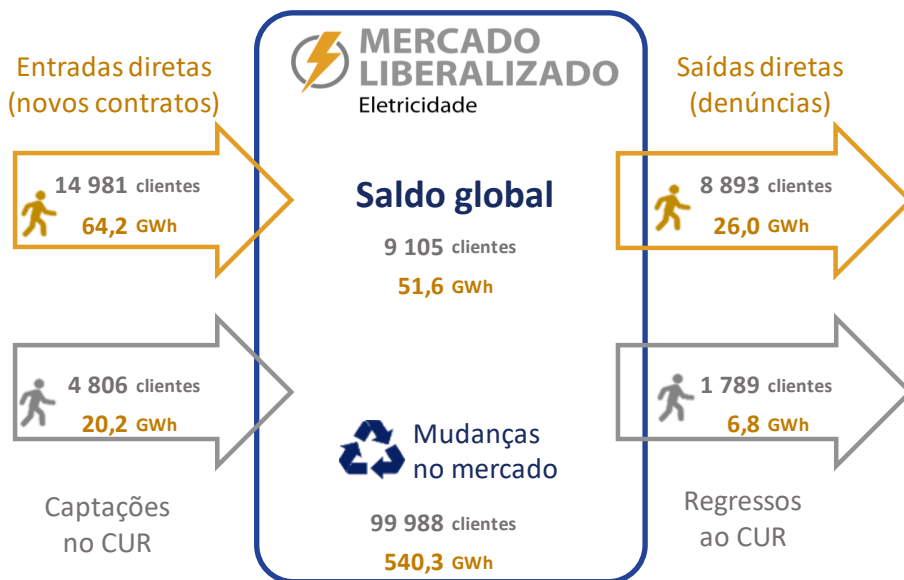 Entradas diretas
(novos contratos)
14 981 clientes
64,2 GWh
4 806 clientes
20,2 GWh
Captações
no CUR
MERCADO
LIBERALIZADO
Eletricidade
Saldo global
9 105 clientes
51,6 GWh
Mudanças
no mercado
99 988 clientes
540,3 GWh
Saídas diretas
(denúncias)
8 893 clientes
26,0 GWh
1 789 clientes
6,8 GWh
Regressos
ao CUR